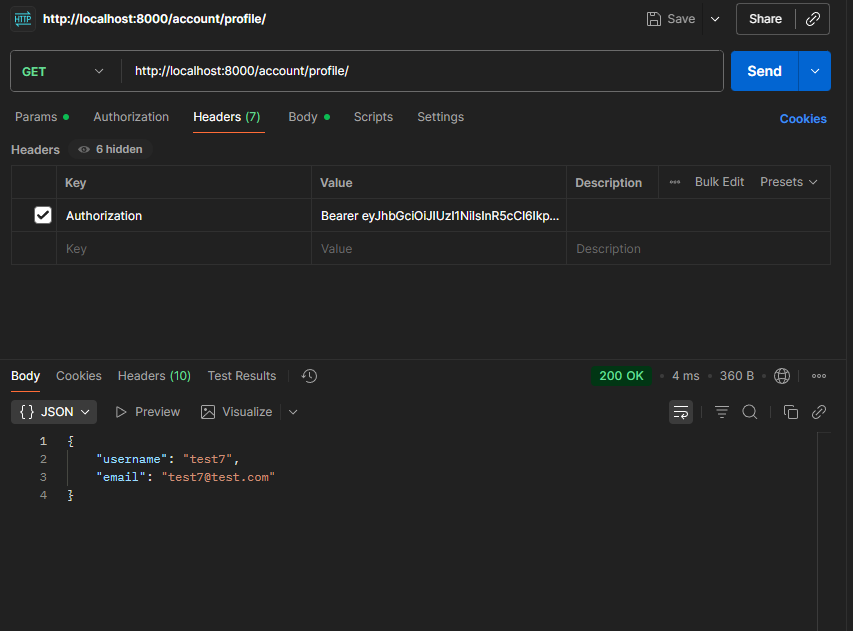 HTTP http://localhost:8000/account/profile/ Save Share
GET http://localhost:8000/account/profile/ Send
Params Authorization Headers (7) Body Scripts Settings Cookies
Headers 6 hidden
Key Value Description Bulk Edit Presets
Authorization Bearer eyJhbGciOiJIUzI1NiIsInR5cCI6Ikp...
Key Value Description
Body Cookies Headers (10) Test Results 200 OK 4 ms 360 B
{} JSON Preview Visualize
1 {
2 "username": "test7",
3 "email": "test7@test.com"
4 }